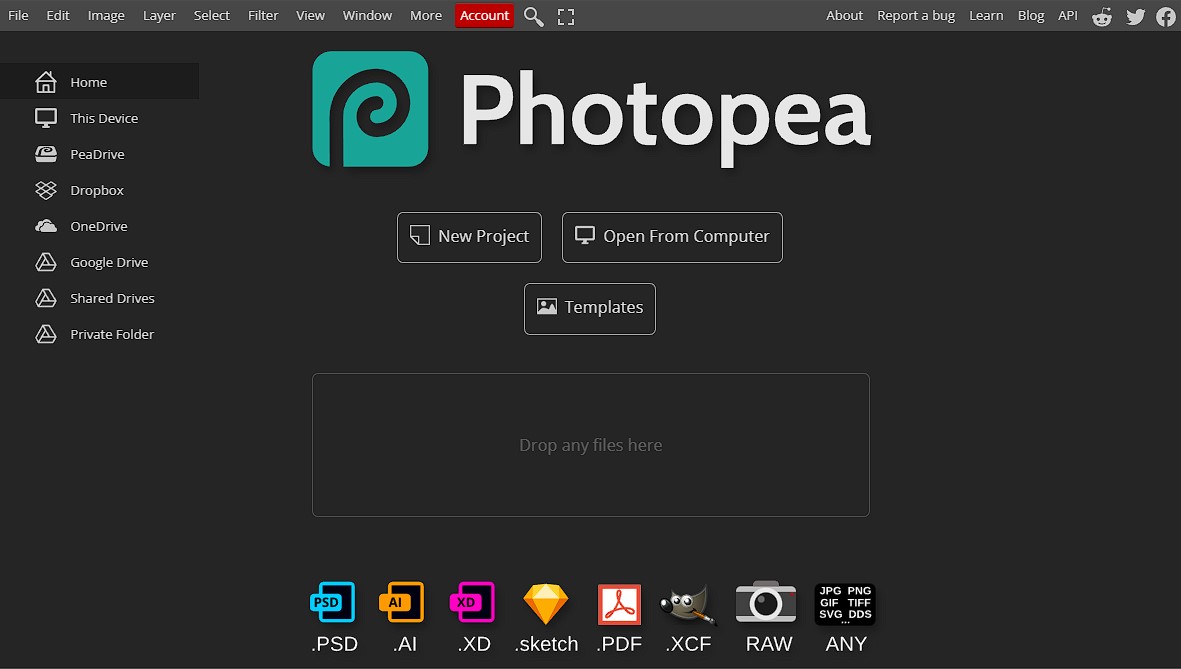 File Edit Image Layer Select Filter View Window More Account About Report a bug Learn Blog API
Home
This Device
PeaDrive
Dropbox
OneDrive
Google Drive
Shared Drives
Private Folder
Photopea
New Project Open From Computer
Templates
Drop any files here
PSD AI XD JPG PNG
GIF TIFF
SVG DDS
...
.PSD .AI .XD .sketch .PDF .XCF RAW ANY